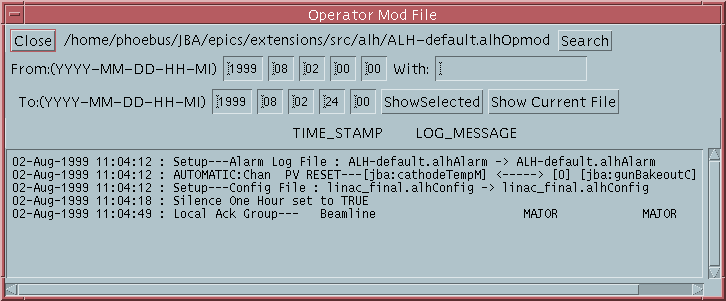 Operator Mod File
Close /home/phoebus/JBA/epics/extensions/src/alh/ALH-default.alhOpmod Search
From:(YYYY-MM-DD-HH-MI) 1999 08 02 00 00 With:
To:(YYYY-MM-DD-HH-MI) 1999 08 02 24 00 ShowSelected Show Current File
TIME_STAMP LOG_MESSAGE
02-Aug-1999 11:04:12 : Setup---Alarm Log File : ALH-default.alhAlarm -> ALH-default.alhAlarm
02-Aug-1999 11:04:12 : AUTOMATIC:Chan PV RESET---[jba:cathodeTempM] <-----> [0] [jba:gunBakeoutC]
02-Aug-1999 11:04:12 : Setup---Config File : linac_final.alhConfig -> linac_final.alhConfig
02-Aug-1999 11:04:18 : Silence One Hour set to TRUE
02-Aug-1999 11:04:49 : Local Ack Group--- Beamline MAJOR MAJOR